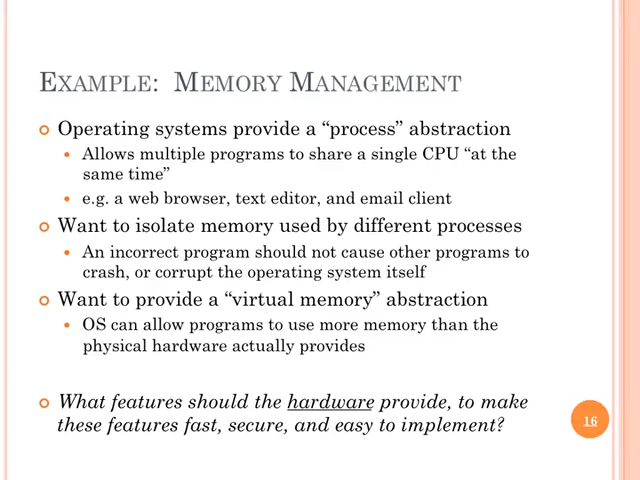 EXAMPLE: MEMORY MANAGEMENT
Operating systems provide a “process” abstraction
Allows multiple programs to share a single CPU “at the
same time”
e.g. a web browser, text editor, and email client
Want to isolate memory used by different processes
An incorrect program should not cause other programs to
crash, or corrupt the operating system itself
Want to provide a “virtual memory” abstraction
OS can allow programs to use more memory than the
physical hardware actually provides
What features should the hardware provide, to make
these features fast, secure, and easy to implement?
16